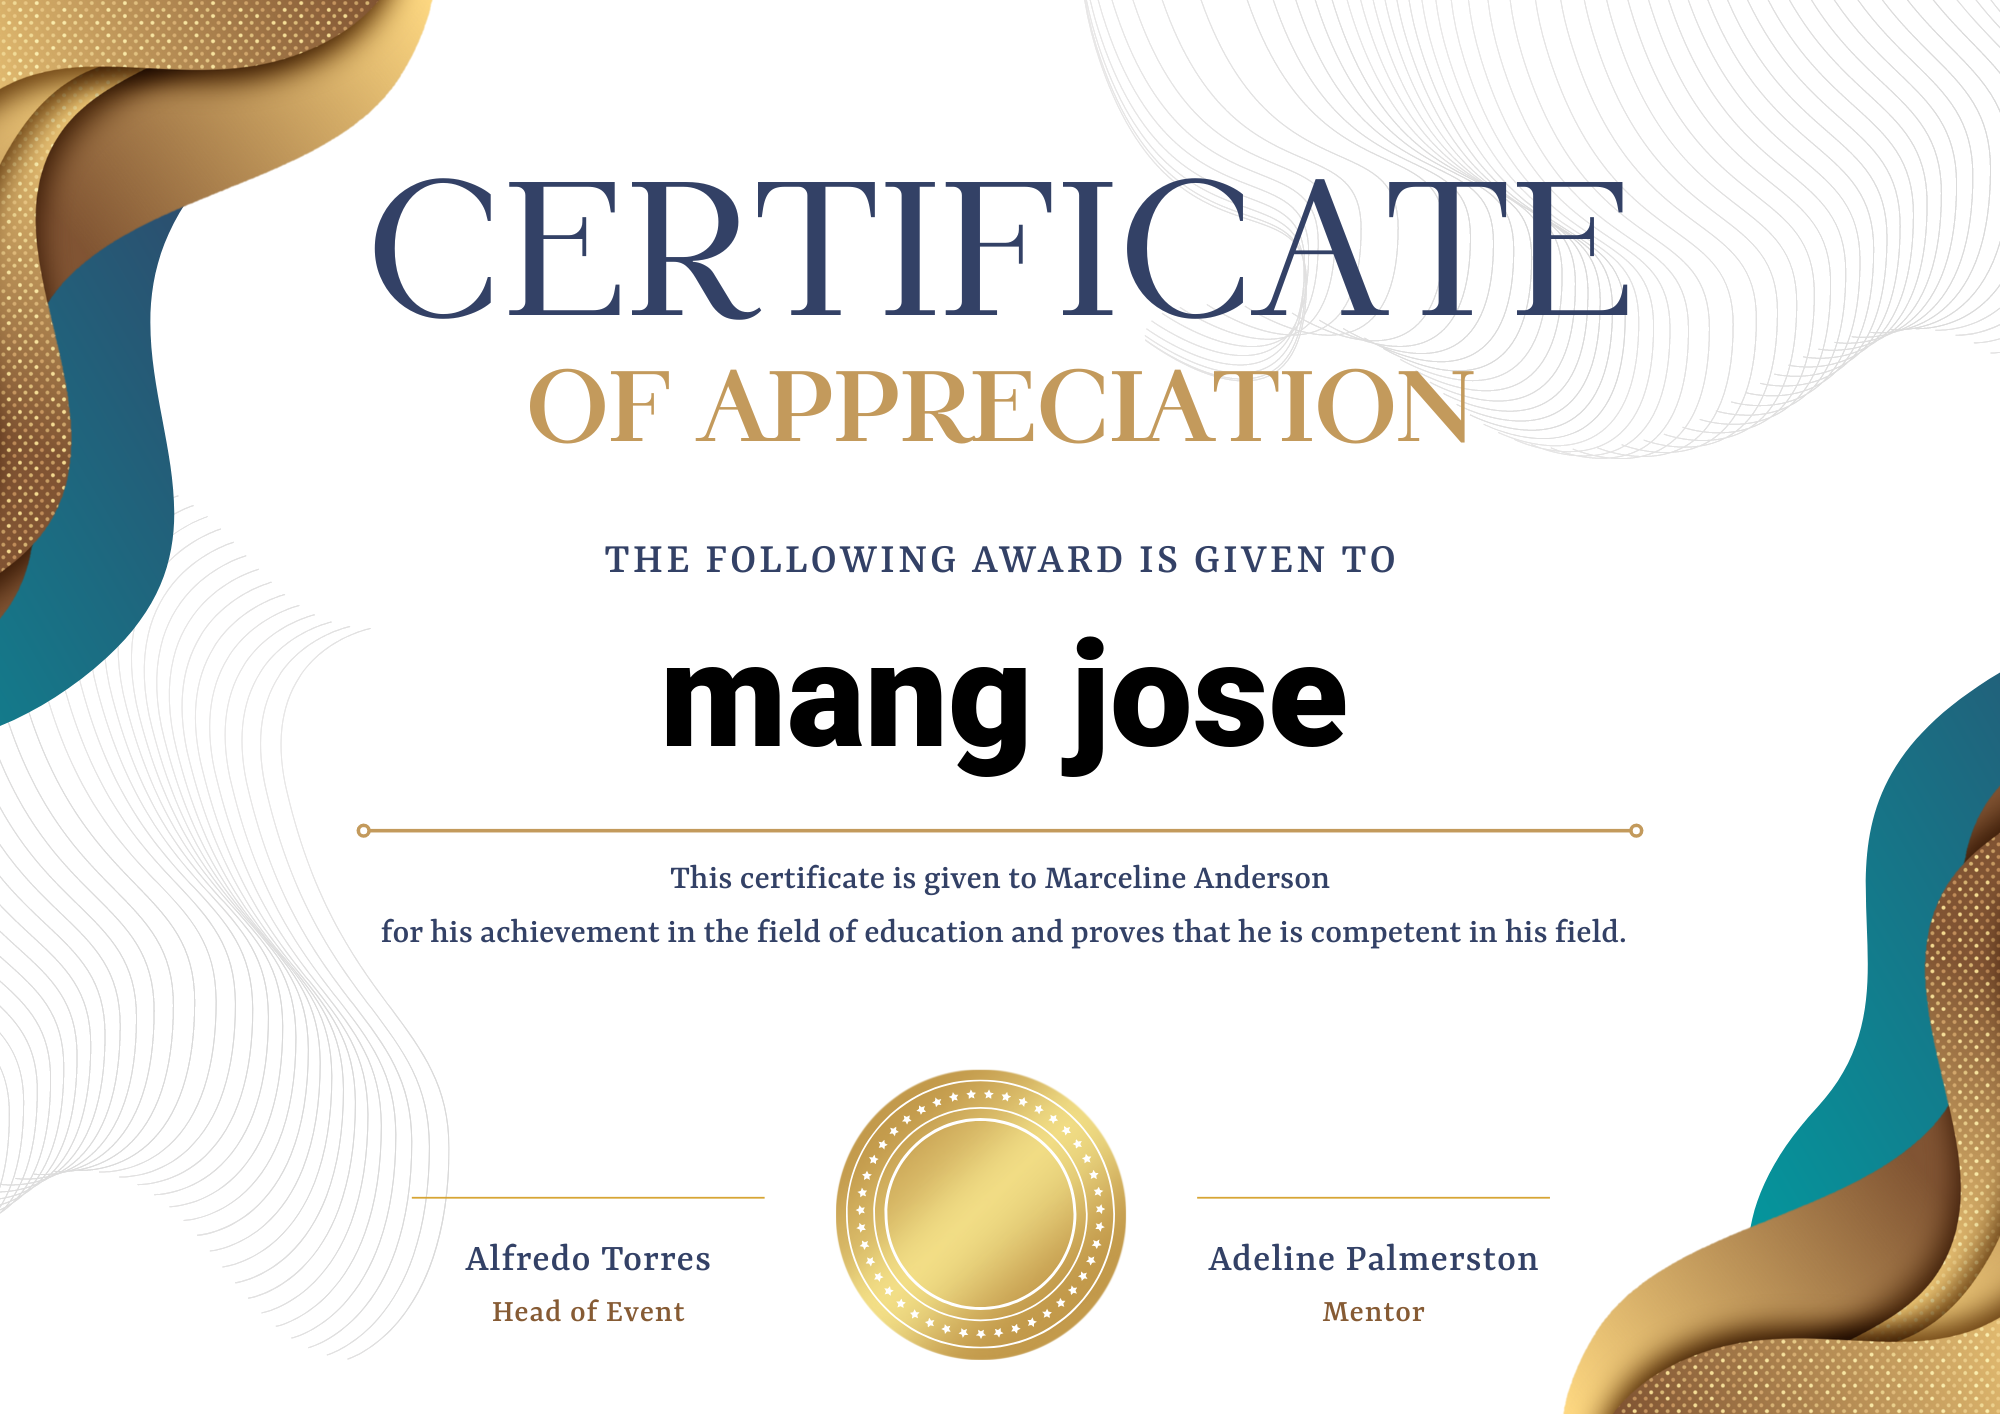 CERTIFICATE
OF APPRECIATION
THE FOLLOWING AWARD IS GIVEN TO
mang jose
This certificate is given to Marceline Anderson
for his achievement in the field of education and proves that he is competent in his field.
Alfredo Torres
Head of Event
Adeline Palmerston
Mentor